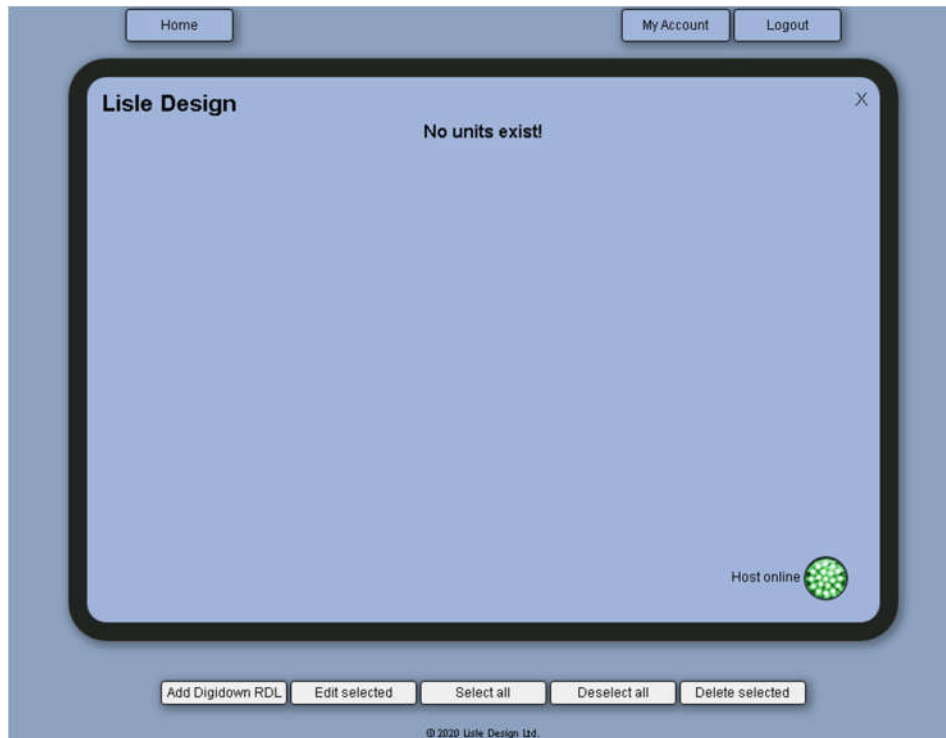 Home
My Account
Logout
Lisle Design
X
No units exist!
Host online
Add Digidown RDL
Edit selected
Select all
Deselect all
Delete selected
© 2020 Lisle Design Ltd.